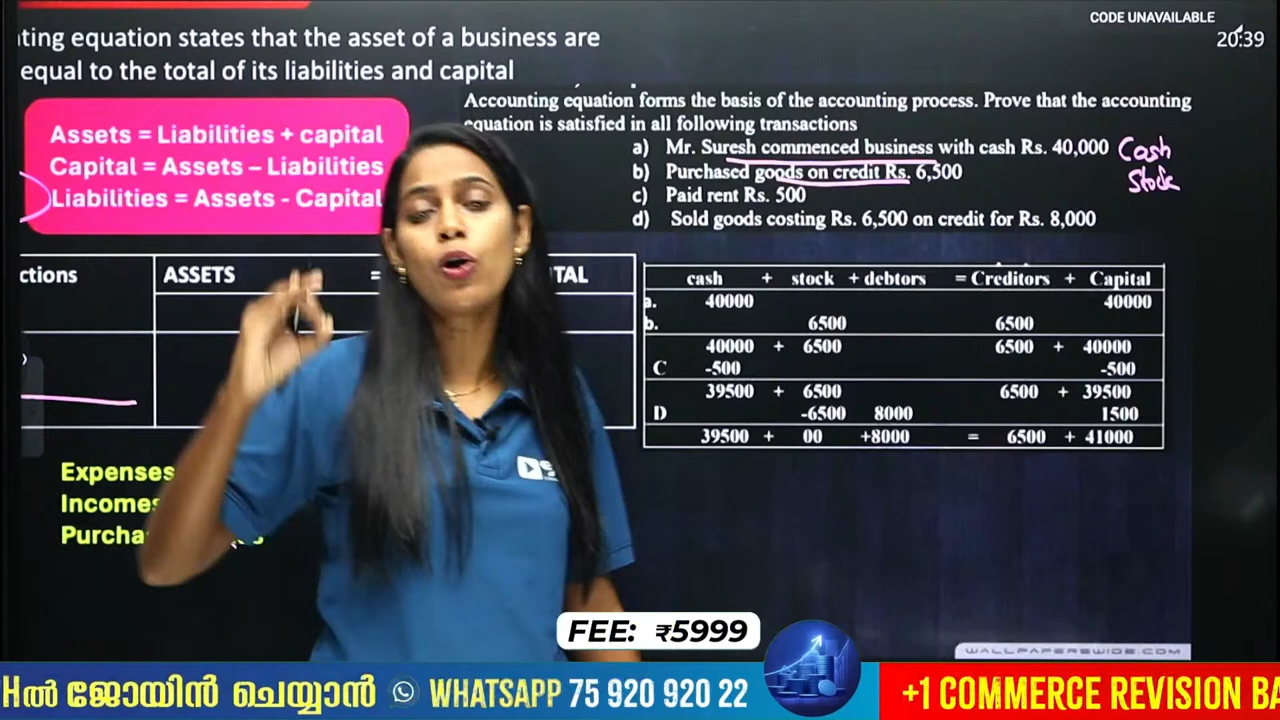 CODE UNAVAILABLE
20:39
ting equation states that the asset of a business are
equal to the total of its liabilities and capital
Assets = Liabilities + capital
Capital = Assets – Liabilities
Liabilities = Assets - Capital
Accounting equation forms the basis of the accounting process. Prove that the accounting
equation is satisfied in all following transactions
a) Mr. Suresh commenced business with cash Rs. 40,000
b) Purchased goods on credit Rs. 6,500
c) Paid rent Rs. 500
d) Sold goods costing Rs. 6,500 on credit for Rs. 8,000
Cash
Stock
ctions ASSETS = TAL
cash + stock + debtors = Creditors + Capital
a. 40000 40000
b. 6500 6500
40000 + 6500 6500 + 40000
C -500 -500
39500 + 6500 6500 + 39500
D -6500 8000 1500
39500 + 00 +8000 = 6500 + 41000
Expenses
Incomes
Purcha
FEE: ₹5999
WALLPAPERSWIDE.COM
Hൽ ജോയിൻ ചെയ്യാൻ WHATSAPP 75 920 920 22
+1 COMMERCE REVISION BA